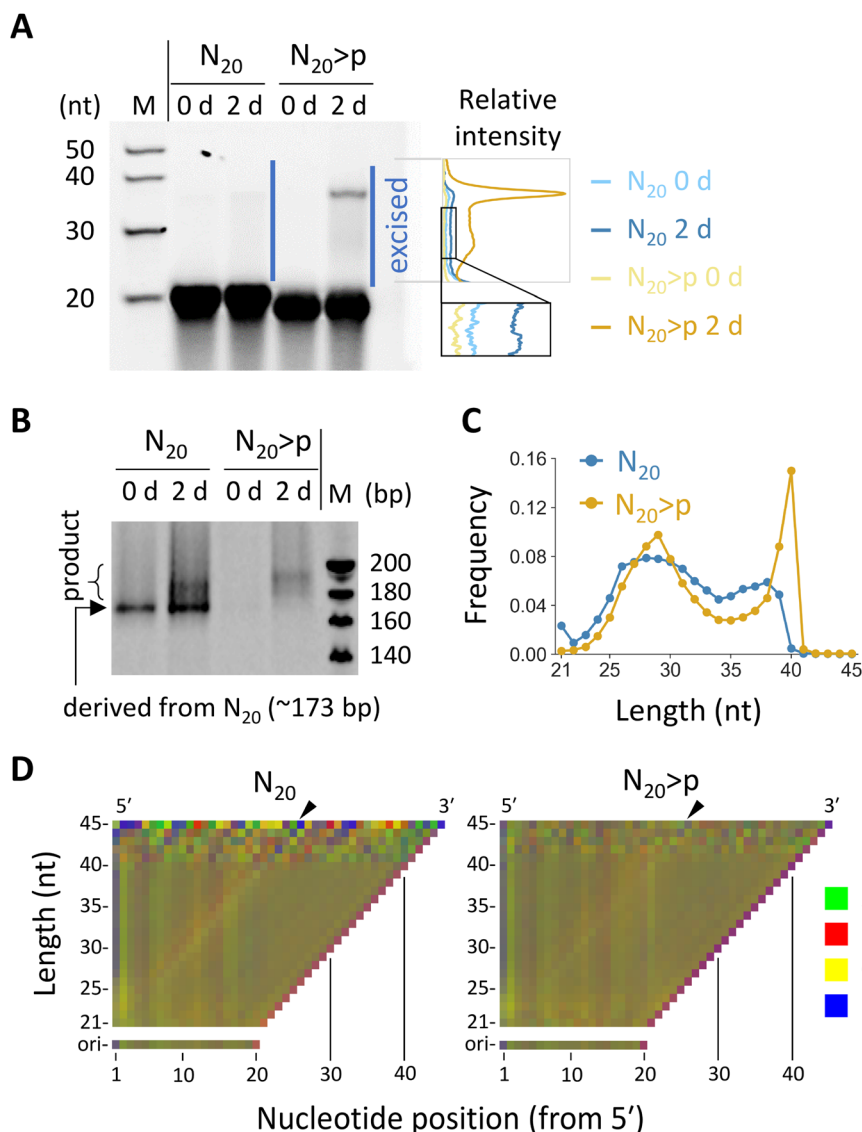 A
N20 N20>p
(nt) M 0 d 2 d 0 d 2 d
50
40
30
20
excised
Relative
intensity
N20 0 d
N20 2 d
N20>p 0 d
N20>p 2 d
B
N20 N20>p
0 d 2 d 0 d 2 d M (bp)
product
200
180
160
140
derived from N20 (~173 bp)
C
N20
N20>p
Frequency
0.16
0.12
0.08
0.04
0.00
21 25 30 35 40 45
Length (nt)
D
N20 N20>p
5′ 3′ 5′ 3′
Length (nt)
45-
40-
35-
30-
25-
21-
ori-
1 10 20 30 40
45-
40-
35-
30-
25-
21-
ori-
1 10 20 30 40
Nucleotide position (from 5′)